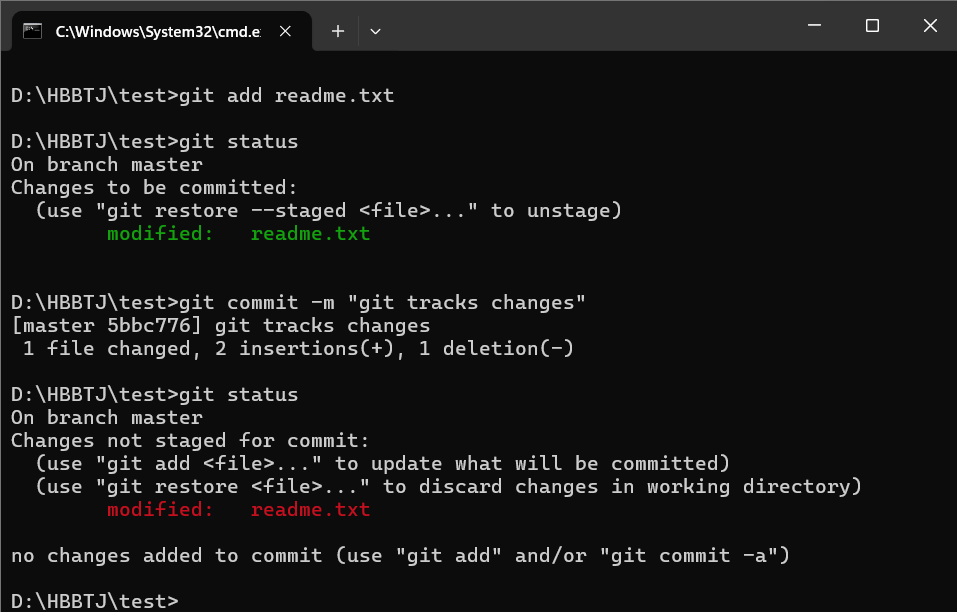 C:\Windows\System32\cmd.e
D:\HBBTJ\test>git add readme.txt
D:\HBBTJ\test>git status
On branch master
Changes to be committed:
  (use "git restore --staged <file>..." to unstage)
        modified:   readme.txt
D:\HBBTJ\test>git commit -m "git tracks changes"
[master 5bbc776] git tracks changes
 1 file changed, 2 insertions(+), 1 deletion(-)
D:\HBBTJ\test>git status
On branch master
Changes not staged for commit:
  (use "git add <file>..." to update what will be committed)
  (use "git restore <file>..." to discard changes in working directory)
        modified:   readme.txt
no changes added to commit (use "git add" and/or "git commit -a")
D:\HBBTJ\test>